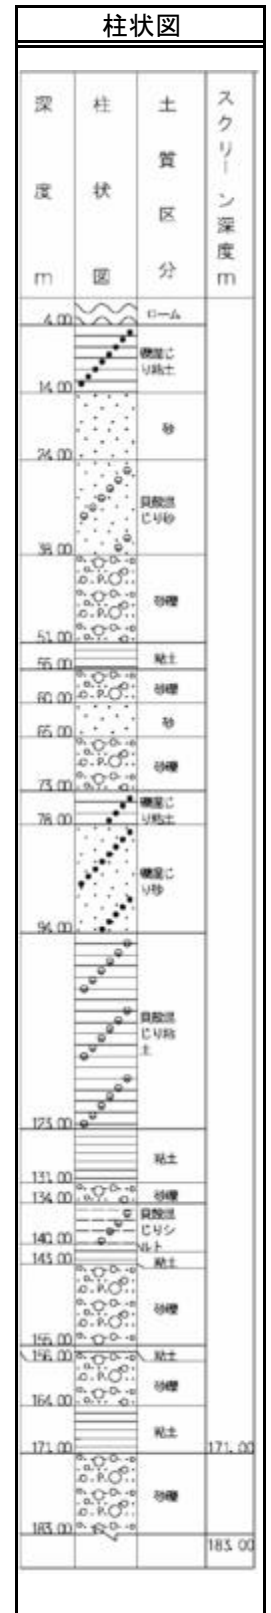 柱状図
深度m
柱状図
土質区分
スクリーン深度m
ローム
4.00
礫混じ
り粘土
14.00
砂
24.00
貝殻混
じり砂
38.00
砂礫
51.00
粘土
55.00
砂礫
60.00
砂
65.00
砂礫
73.00
礫混じ
り粘土
78.00
礫混じ
り砂
94.00
貝殻混
じり粘
土
123.00
粘土
131.00
砂礫
134.00
貝殻混
じりシ
ルト
140.00
粘土
143.00
砂礫
155.00
粘土
156.00
砂礫
164.00
粘土
171.00
171.00
砂礫
183.00
183.00